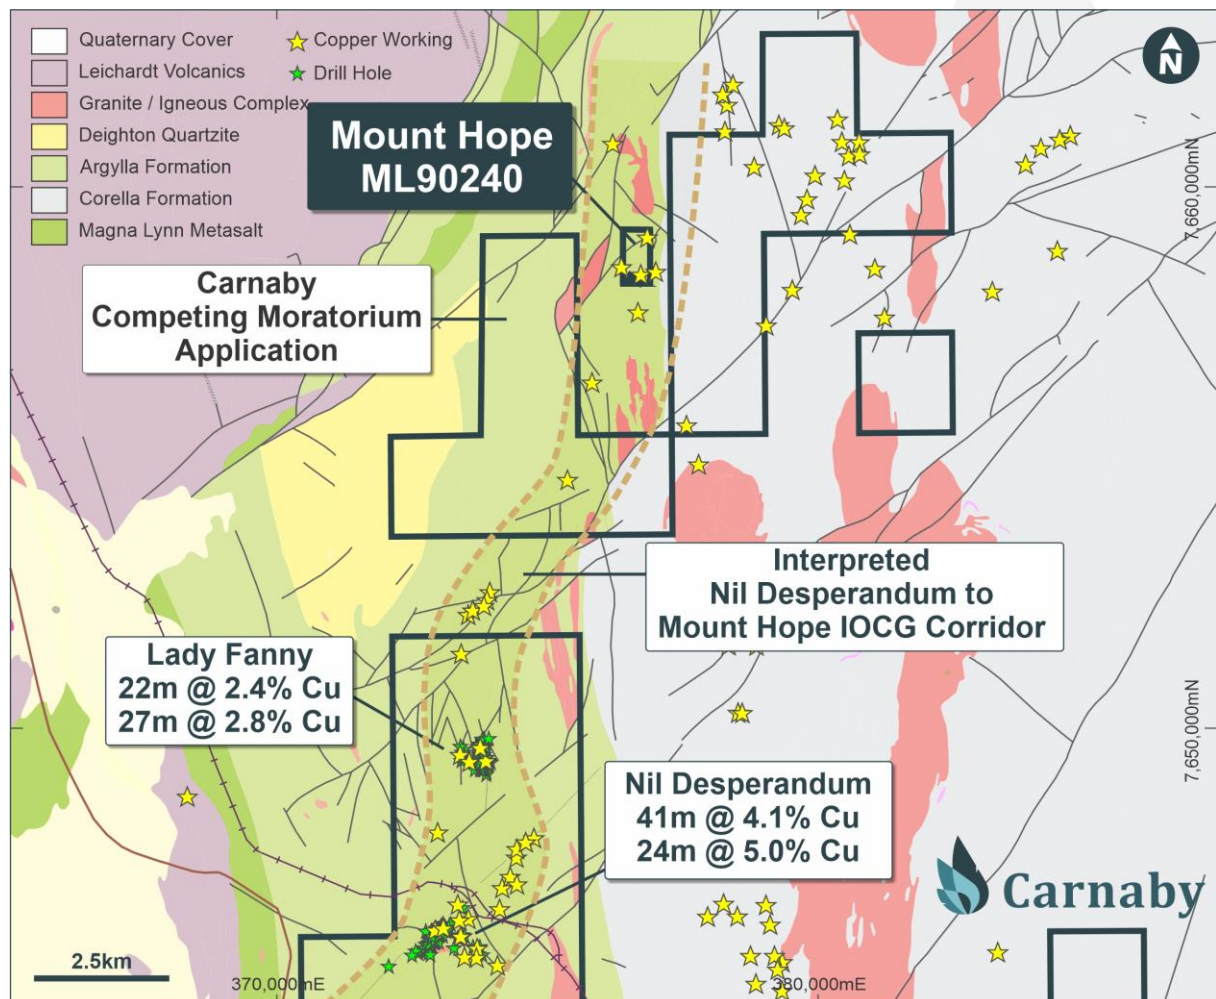 Quaternary Cover
Leichardt Volcanics
Granite / Igneous Complex
Deighton Quartzite
Argylla Formation
Corella Formation
Magna Lynn Metasalt
Copper Working
Drill Hole
N
Mount Hope
ML90240
Carnaby
Competing Moratorium
Application
7,660,000mN
Interpreted
Nil Desperandum to
Mount Hope IOCG Corridor
Lady Fanny
22m @ 2.4% Cu
27m @ 2.8% Cu
7,650,000mN
Nil Desperandum
41m @ 4.1% Cu
24m @ 5.0% Cu
Carnaby
2.5km
370,000mE
380,000mE